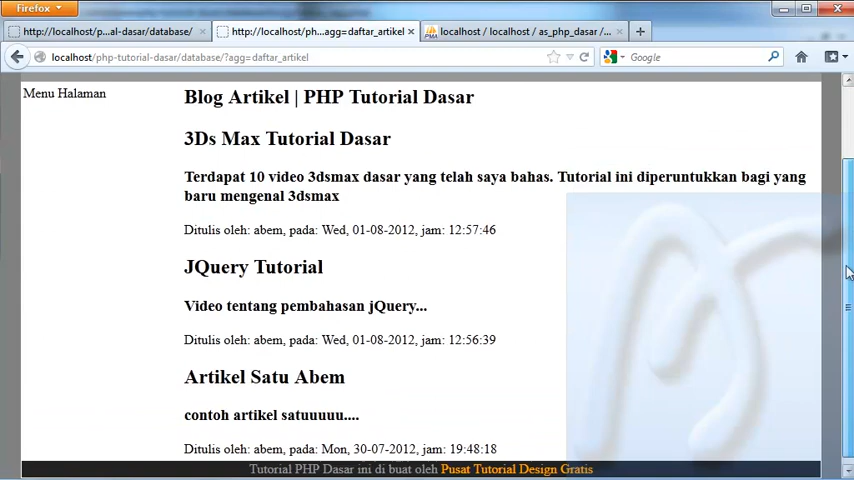 Firefox
http://localhost/p...al-dasar/database/
http://localhost/ph...agg=daftar_artikel
PMA
localhost / localhost / as_php_dasar /...
localhost/php-tutorial-dasar/database/?agg=daftar_artikel
Google
Menu Halaman
Blog Artikel | PHP Tutorial Dasar
3Ds Max Tutorial Dasar
Terdapat 10 video 3dsmax dasar yang telah saya bahas. Tutorial ini diperuntukkan bagi yang
baru mengenal 3dsmax
Ditulis oleh: abem, pada: Wed, 01-08-2012, jam: 12:57:46
JQuery Tutorial
Video tentang pembahasan jQuery...
Ditulis oleh: abem, pada: Wed, 01-08-2012, jam: 12:56:39
Artikel Satu Abem
contoh artikel satuuuuu....
Ditulis oleh: abem, pada: Mon, 30-07-2012, jam: 19:48:18
Tutorial PHP Dasar ini di buat oleh Pusat Tutorial Design Gratis